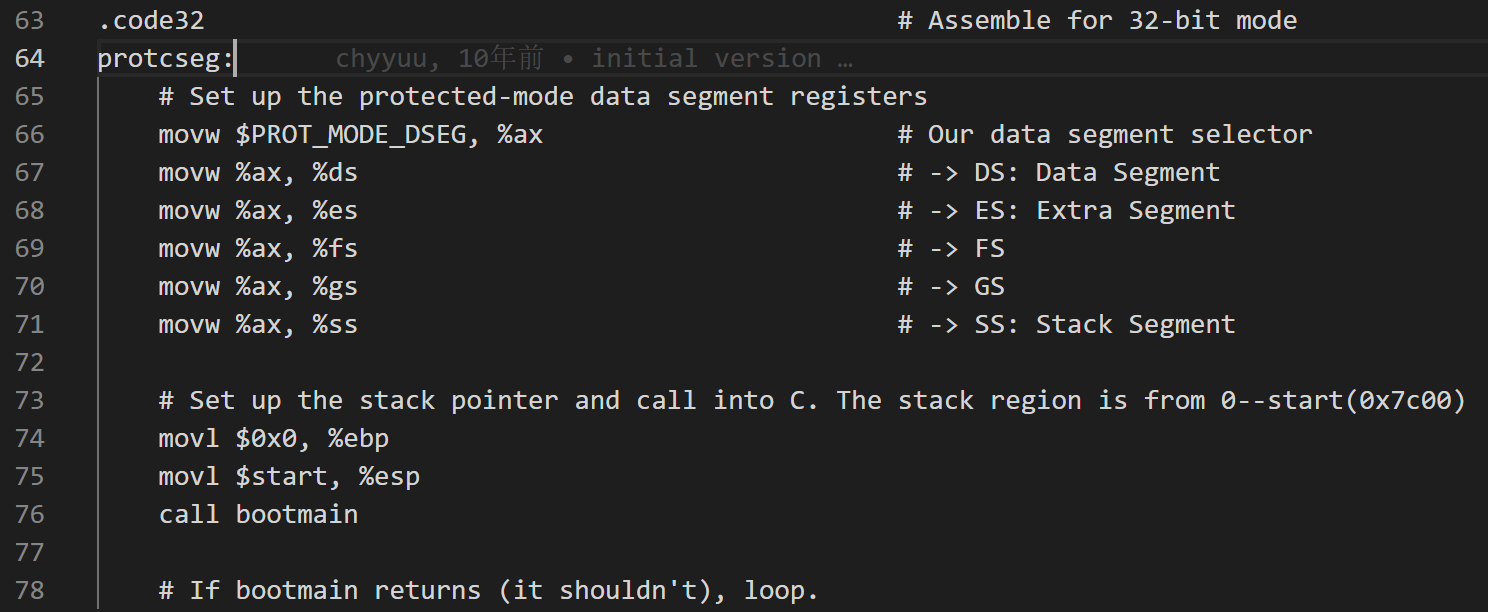 63 .code32 # Assemble for 32-bit mode
64 protcseg: chyyuu, 10年前 • initial version …
65 # Set up the protected-mode data segment registers
66 movw $PROT_MODE_DSEG, %ax # Our data segment selector
67 movw %ax, %ds # -> DS: Data Segment
68 movw %ax, %es # -> ES: Extra Segment
69 movw %ax, %fs # -> FS
70 movw %ax, %gs # -> GS
71 movw %ax, %ss # -> SS: Stack Segment
72
73 # Set up the stack pointer and call into C. The stack region is from 0--start(0x7c00)
74 movl $0x0, %ebp
75 movl $start, %esp
76 call bootmain
77
78 # If bootmain returns (it shouldn't), loop.